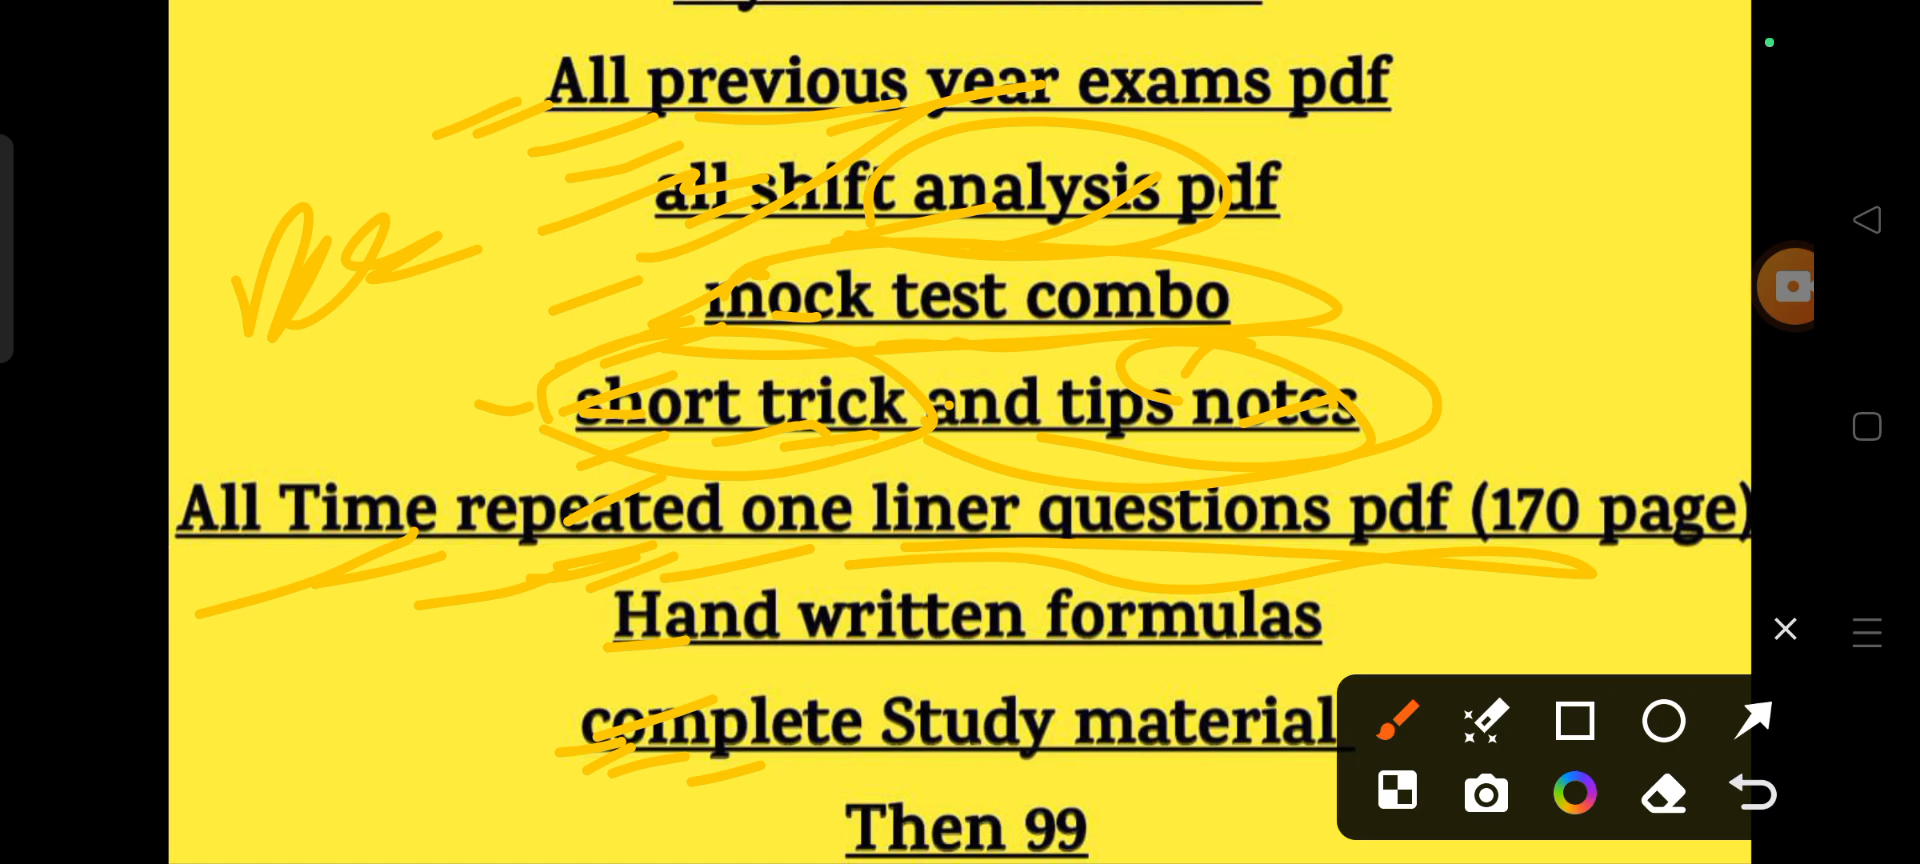 All previous year exams pdf
all shift analysis pdf
mock test combo
short trick and tips notes
All Time repeated one liner questions pdf (170 page)
Hand written formulas
complete Study material
Then 99